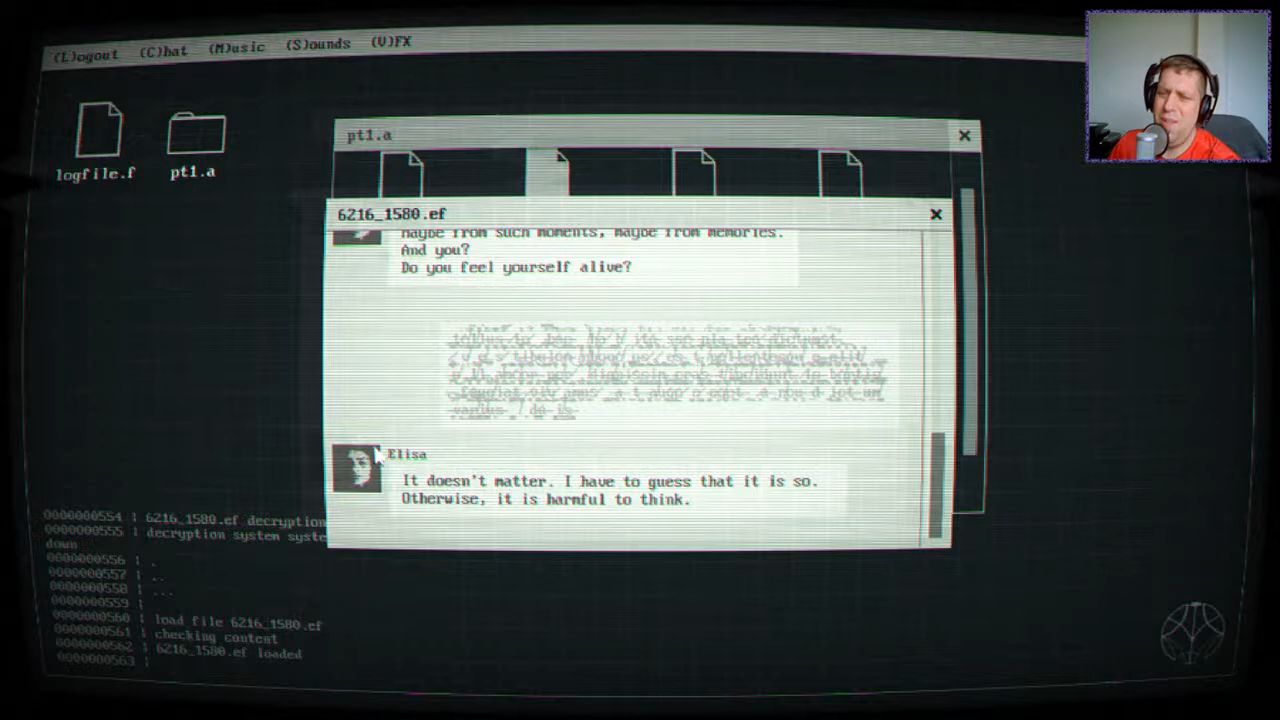 (L)ogout (C)hat (M)usic (S)ounds (V)FX
logfile.f
pt1.a
pt1.a
6216_1580.ef
Maybe from such moments, maybe from memories.
And you?
Do you feel yourself alive?
Elisa
It doesn't matter. I have to guess that it is so.
Otherwise, it is harmful to think.
0000000554 | 6216_1580.ef decryption
0000000555 | decryption system syste
down
0000000556 | .
0000000557 | ..
0000000558 | ...
0000000559 |
0000000560 | load file 6216_1580.ef
0000000561 | checking content
0000000562 | 6216_1580.ef loaded
0000000563 |